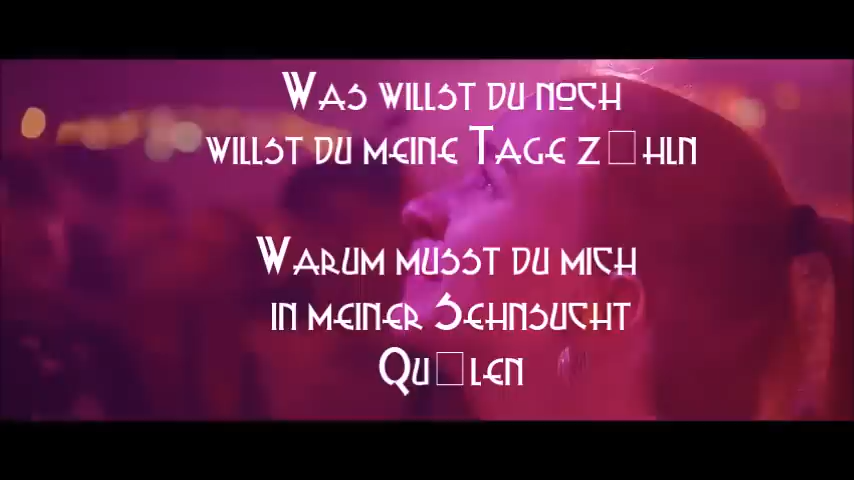 Was willst du noch
willst du meine Tage z□hln
Warum musst du mich
in meiner Sehnsucht
Qu□len